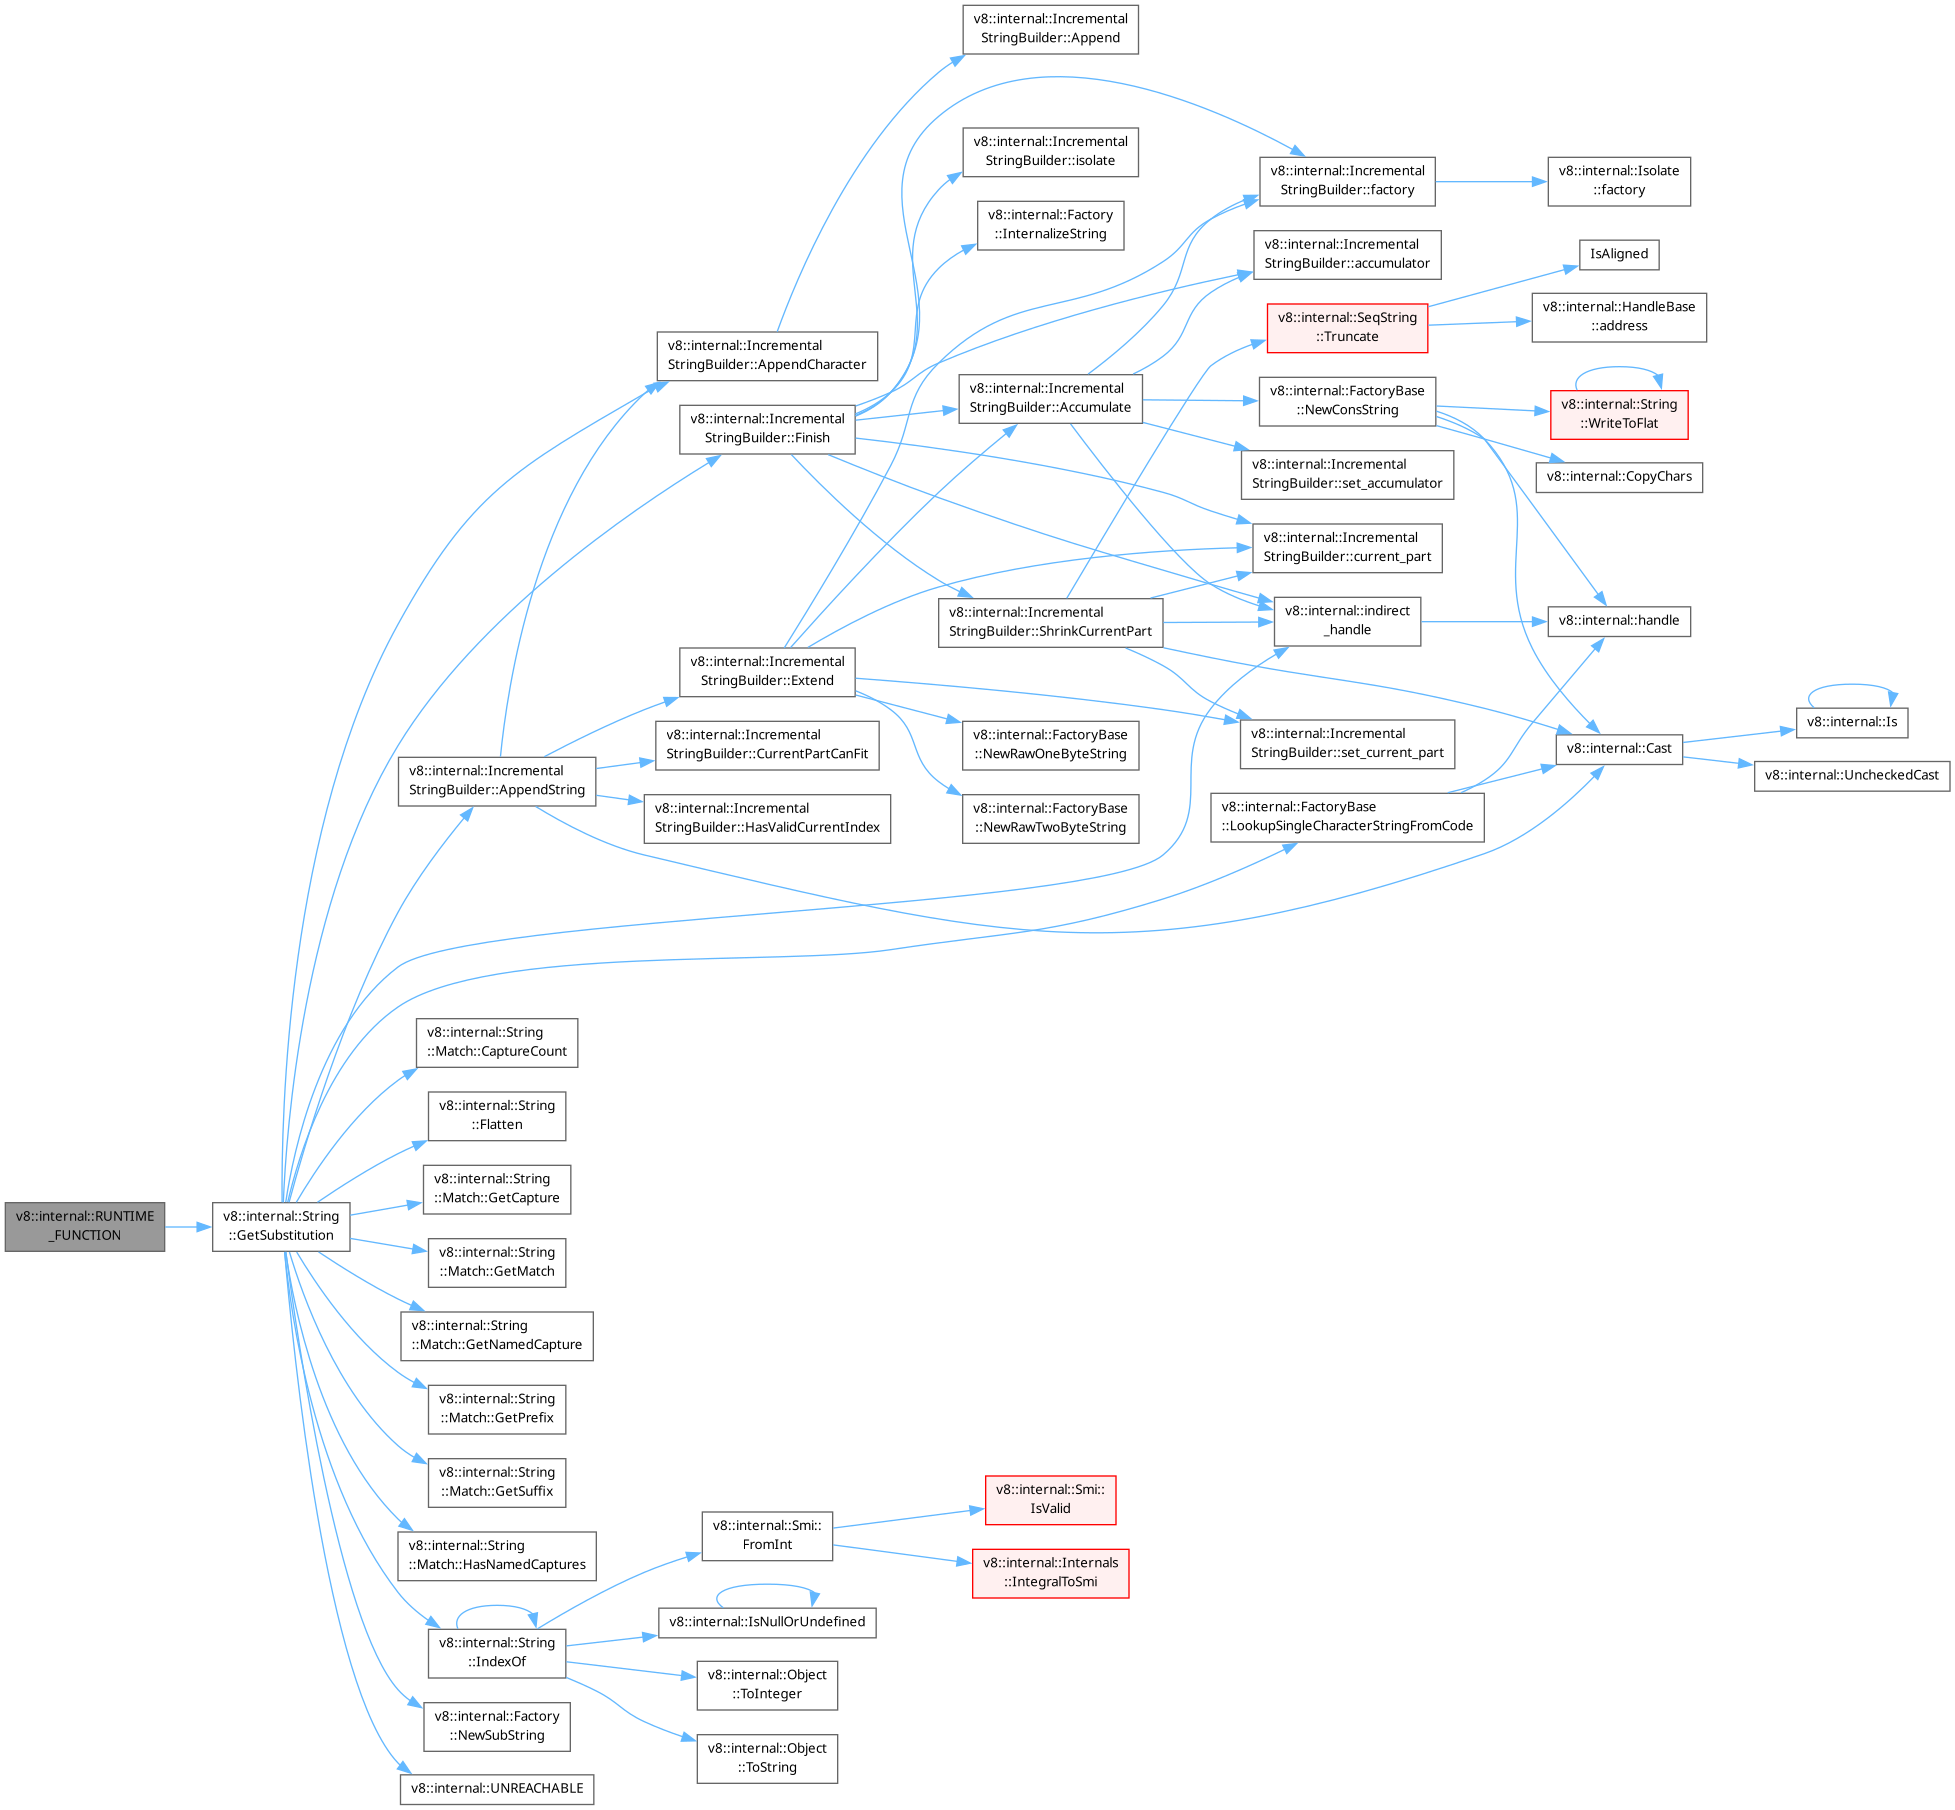 v8::internal::Incremental
StringBuilder::Append
v8::internal::Incremental
StringBuilder::isolate
v8::internal::Incremental
StringBuilder::factory
v8::internal::Isolate
::factory
v8::internal::Factory
::InternalizeString
v8::internal::Incremental
StringBuilder::accumulator
IsAligned
v8::internal::HandleBase
::address
v8::internal::SeqString
::Truncate
v8::internal::Incremental
StringBuilder::AppendCharacter
v8::internal::Incremental
StringBuilder::Accumulate
v8::internal::FactoryBase
::NewConsString
v8::internal::String
::WriteToFlat
v8::internal::Incremental
StringBuilder::Finish
v8::internal::Incremental
StringBuilder::set_accumulator
v8::internal::CopyChars
v8::internal::Incremental
StringBuilder::current_part
v8::internal::Incremental
StringBuilder::ShrinkCurrentPart
v8::internal::indirect
_handle
v8::internal::handle
v8::internal::Incremental
StringBuilder::Extend
v8::internal::Is
v8::internal::Incremental
StringBuilder::CurrentPartCanFit
v8::internal::FactoryBase
::NewRawOneByteString
v8::internal::Incremental
StringBuilder::set_current_part
v8::internal::Cast
v8::internal::UncheckedCast
v8::internal::Incremental
StringBuilder::AppendString
v8::internal::Incremental
StringBuilder::HasValidCurrentIndex
v8::internal::FactoryBase
::NewRawTwoByteString
v8::internal::FactoryBase
::LookupSingleCharacterStringFromCode
v8::internal::String
::Match::CaptureCount
v8::internal::String
::Flatten
v8::internal::String
::Match::GetCapture
v8::internal::RUNTIME
_FUNCTION
v8::internal::String
::GetSubstitution
v8::internal::String
::Match::GetMatch
v8::internal::String
::Match::GetNamedCapture
v8::internal::String
::Match::GetPrefix
v8::internal::String
::Match::GetSuffix
v8::internal::String
::Match::HasNamedCaptures
v8::internal::Smi::
FromInt
v8::internal::Smi::
IsValid
v8::internal::Internals
::IntegralToSmi
v8::internal::String
::IndexOf
v8::internal::IsNullOrUndefined
v8::internal::Object
::ToInteger
v8::internal::Factory
::NewSubString
v8::internal::Object
::ToString
v8::internal::UNREACHABLE